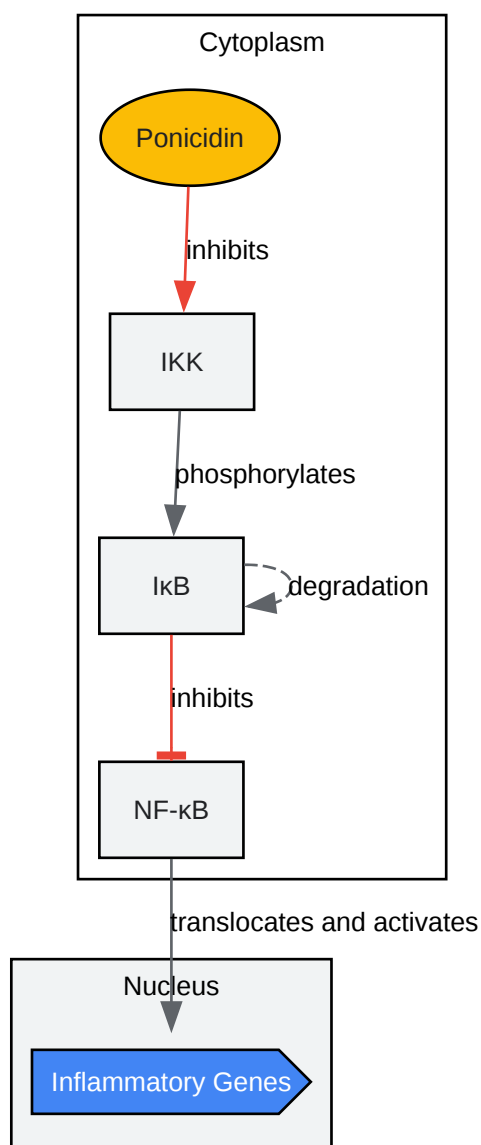 Cytoplasm
Ponicidin
inhibits
IKK
phosphorylates
IκB
degradation
inhibits
NF-κB
translocates and activates
Nucleus
Inflammatory Genes